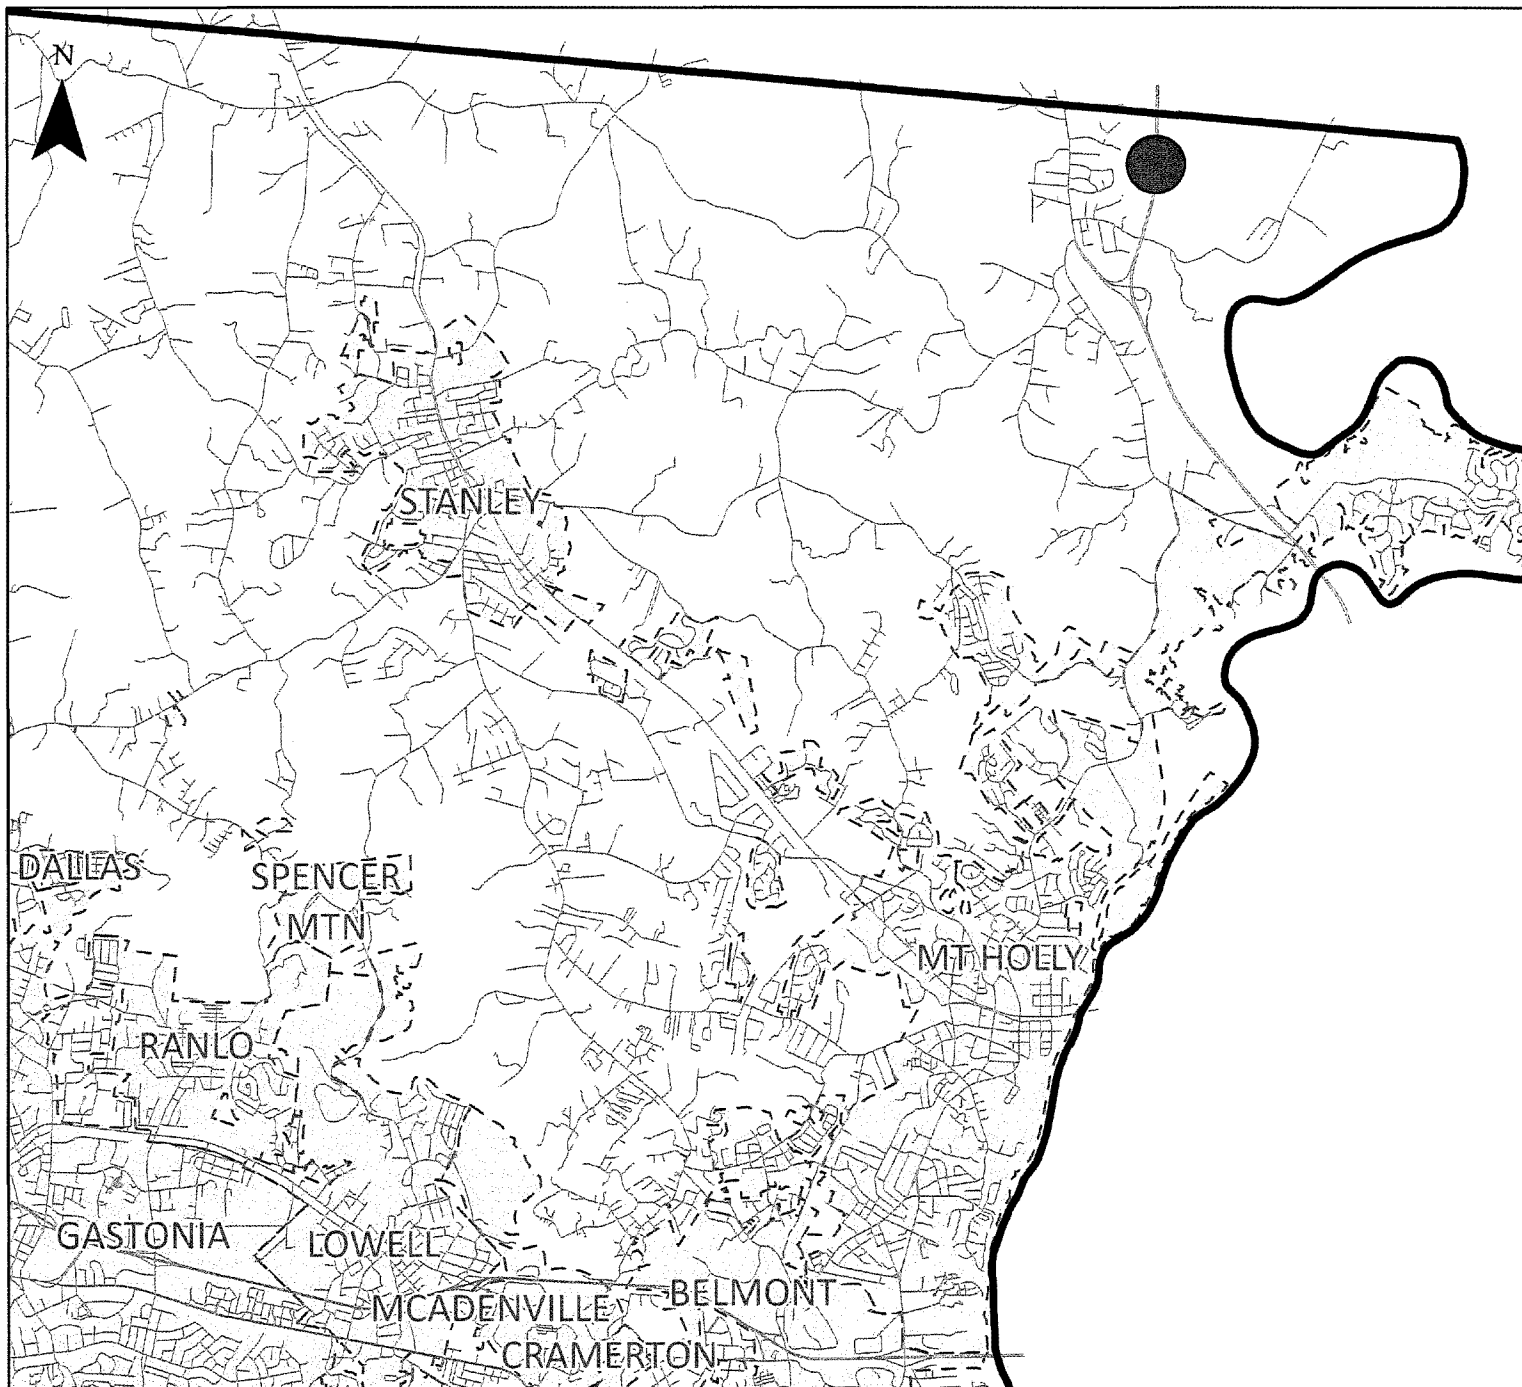 N
STANLEY
DALLAS
SPENCER
MTN
MT HOLLY
RANLO
GASTONIA
LOWELL
BELMONT
MCADENVILLE
CRAMERTON